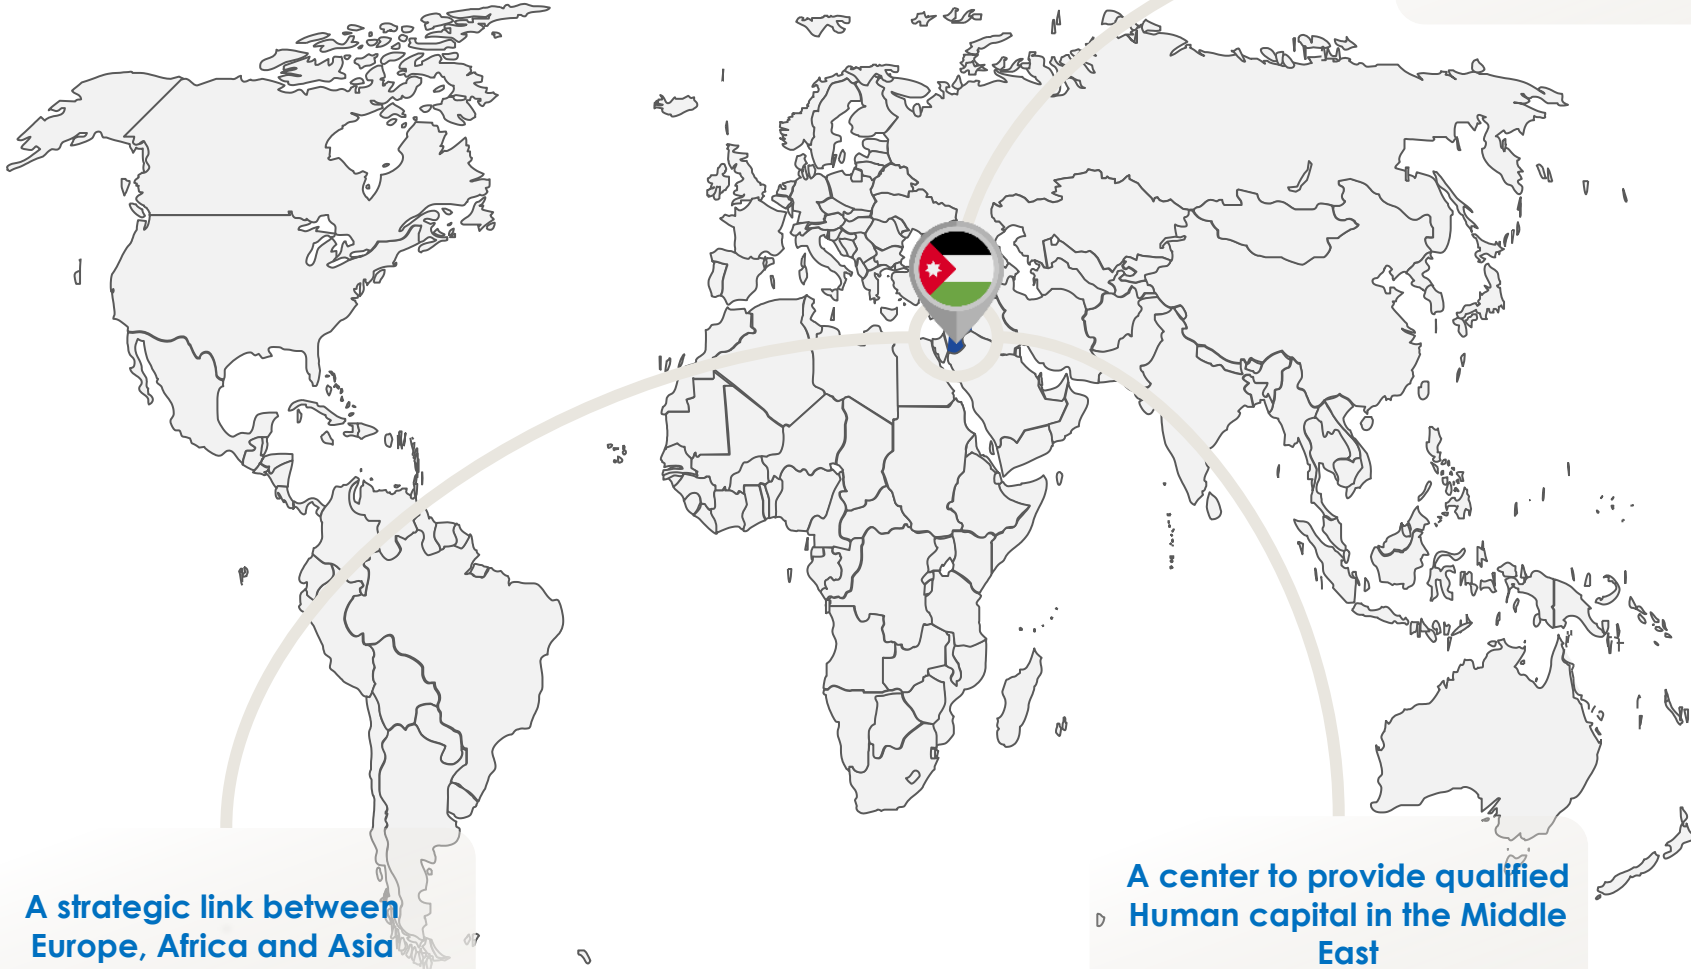 A strategic link between
Europe, Africa and Asia
A center to provide qualified
Human capital in the Middle
East